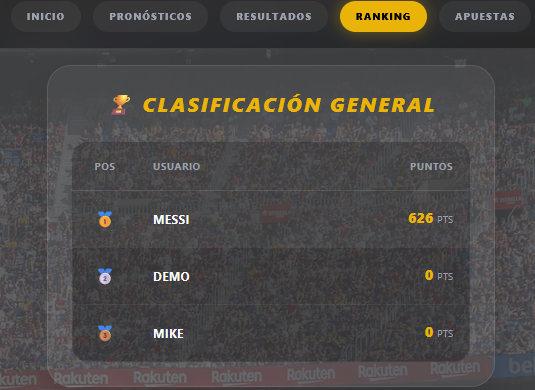 INICIO PRONÓSTICOS RESULTADOS RANKING APUESTAS
CLASIFICACIÓN GENERAL
POS USUARIO PUNTOS
1 MESSI 626 PTS
2 DEMO 0 PTS
3 MIKE 0 PTS
Rakuten Rakuten Rakuten Rakuten Rakuten Rakuten be